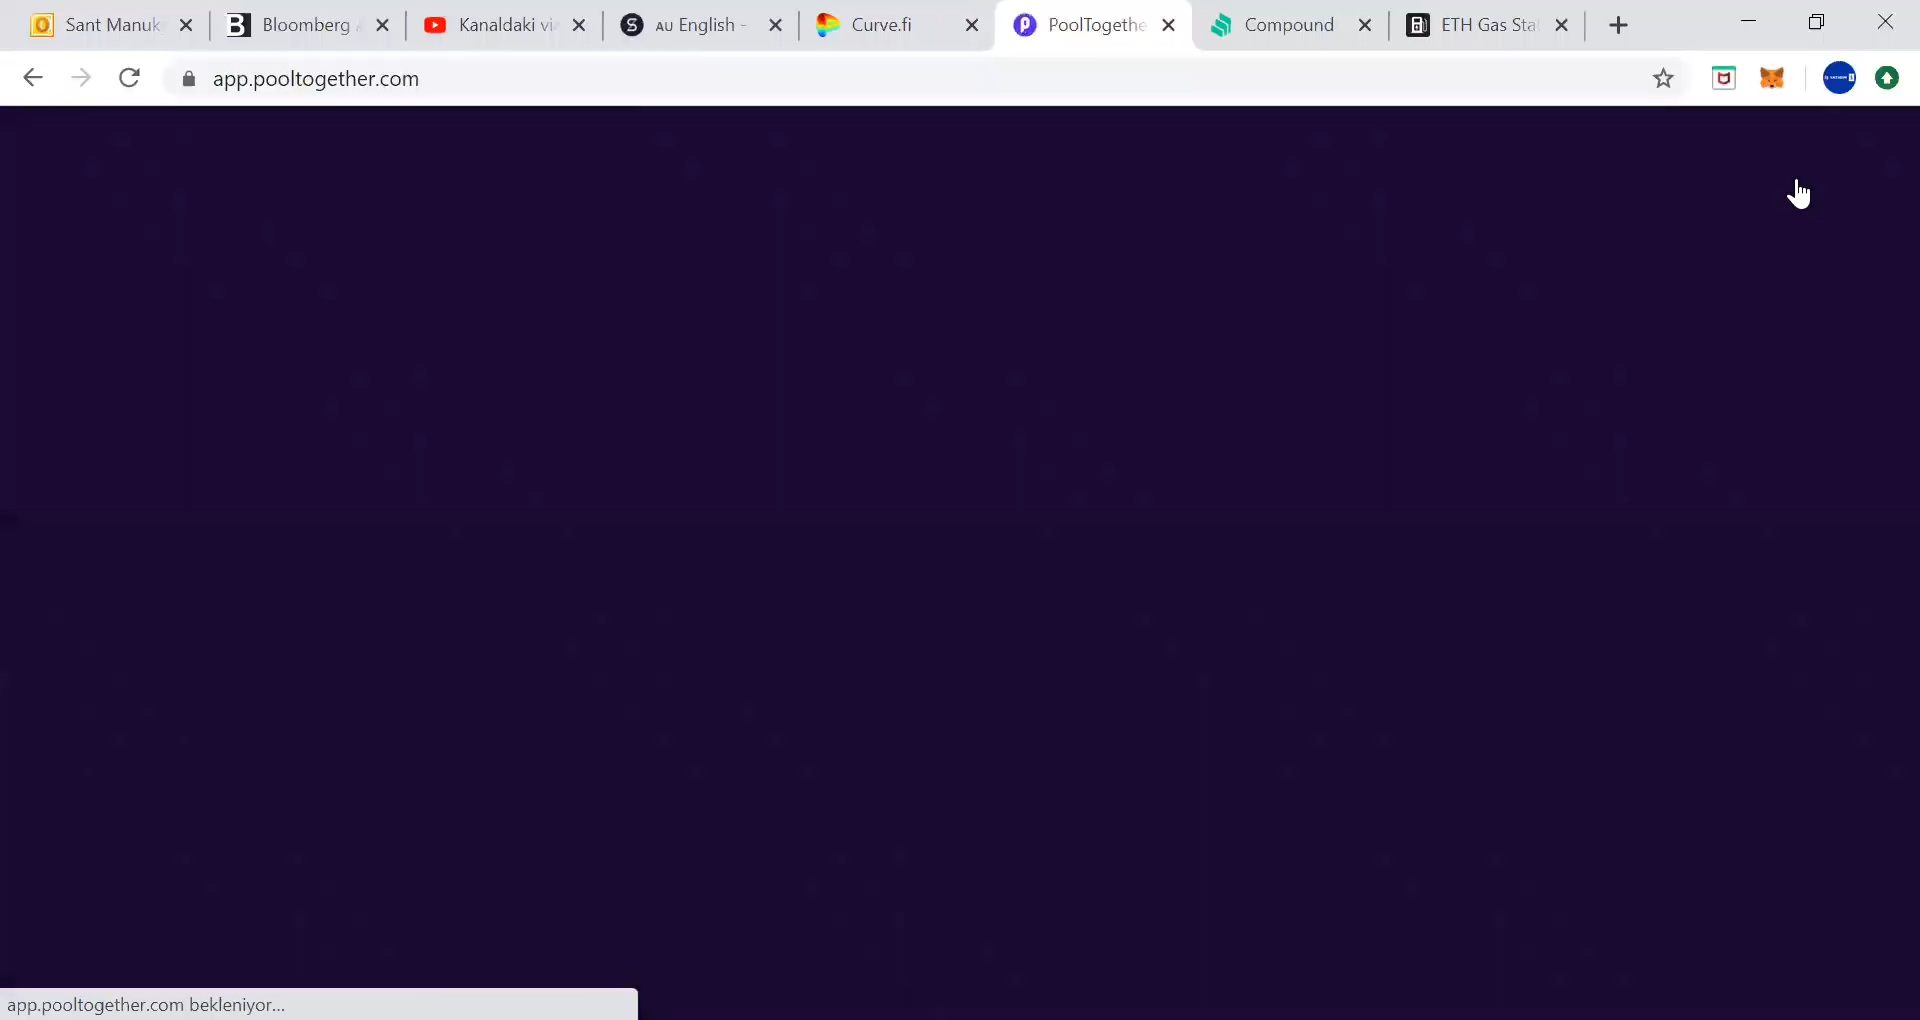 Sant Manuk
Bloomberg
Kanaldaki vi
AU English -
Curve.fi
PoolTogethe
Compound
ETH Gas Sta
app.pooltogether.com
app.pooltogether.com bekleniyor...